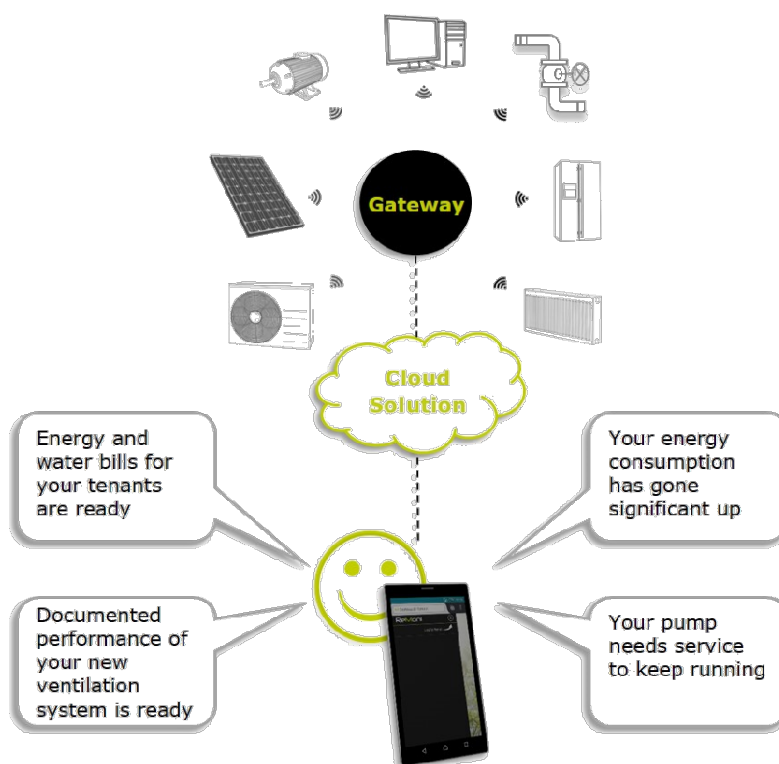 Gateway
Cloud
Solution
Energy and
water bills for
your tenants
are ready
Your energy
consumption
has gone
significant up
Documented
performance of
your new
ventilation
system is ready
Your pump
needs service
to keep running